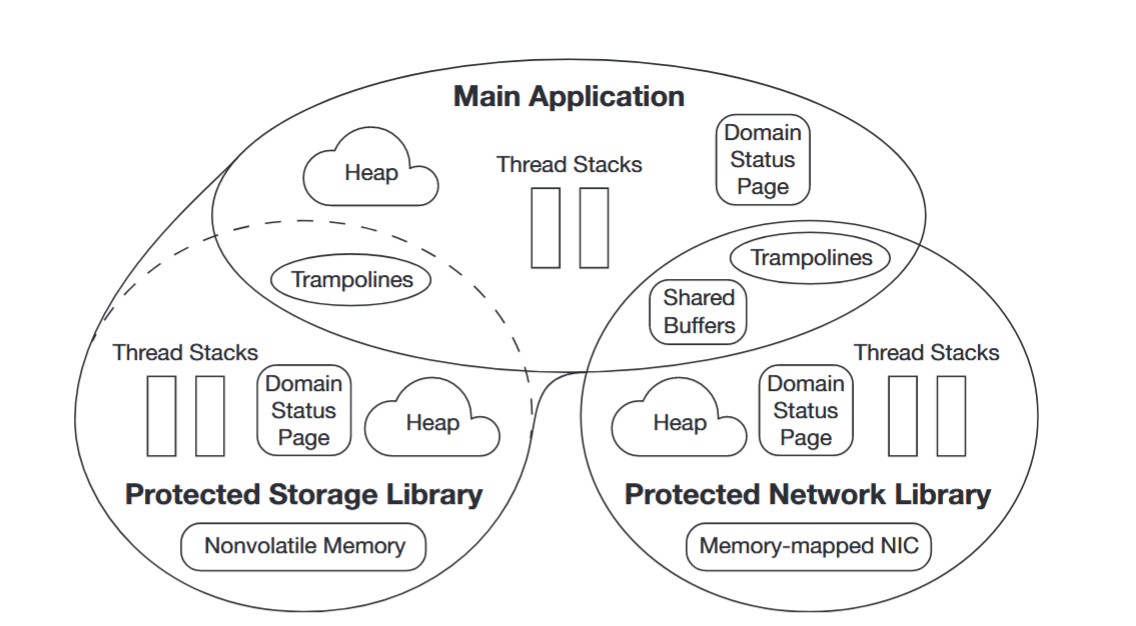 Main Application
Heap
Thread Stacks
Domain
Status
Page
Trampolines
Trampolines
Shared
Buffers
Thread Stacks
Domain
Status
Page
Heap
Protected Storage Library
Nonvolatile Memory
Heap
Domain
Status
Page
Thread Stacks
Protected Network Library
Memory-mapped NIC